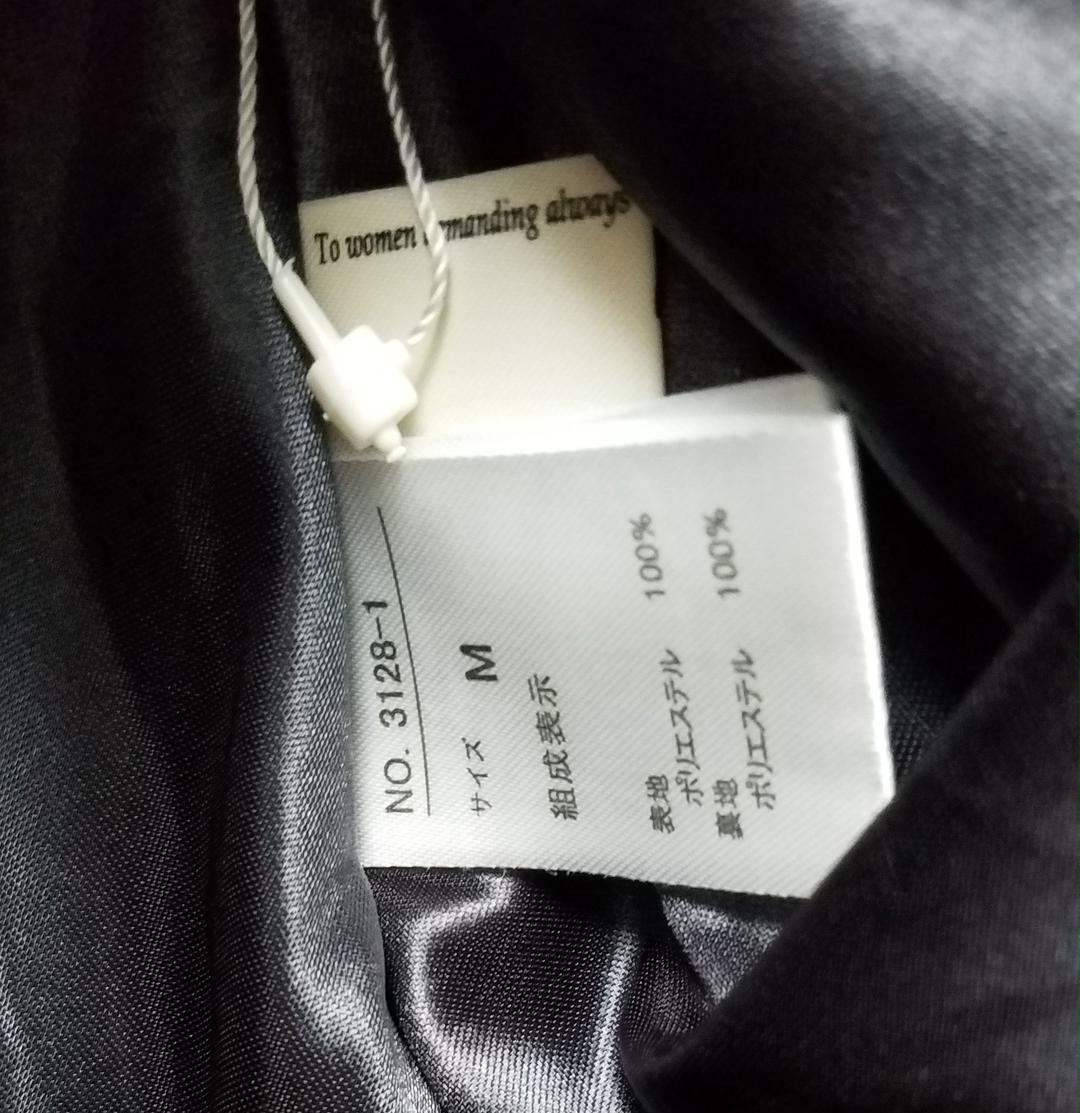 To women always
NO. 3128-1
サイズ M
組成表示
表地
ポリエステル 100%
裏地
ポリエステル 100%